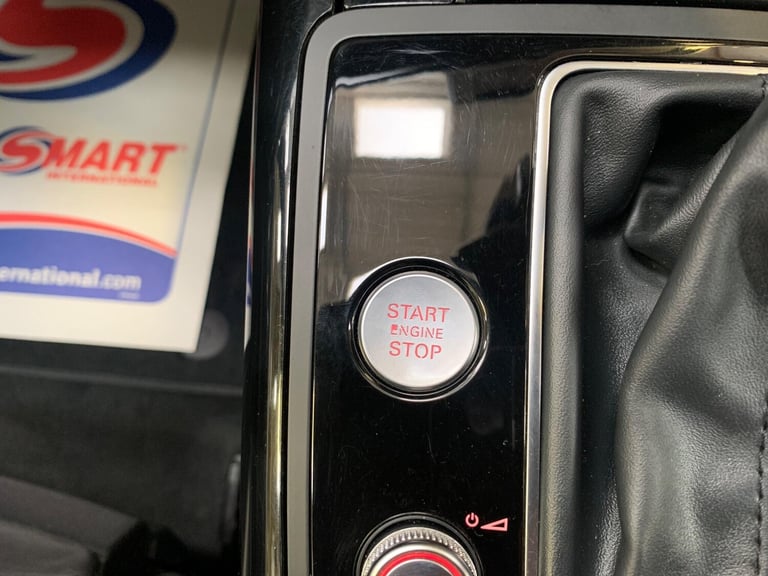 SMART
INTERNATIONAL
ernational.com
START
ENGINE
STOP